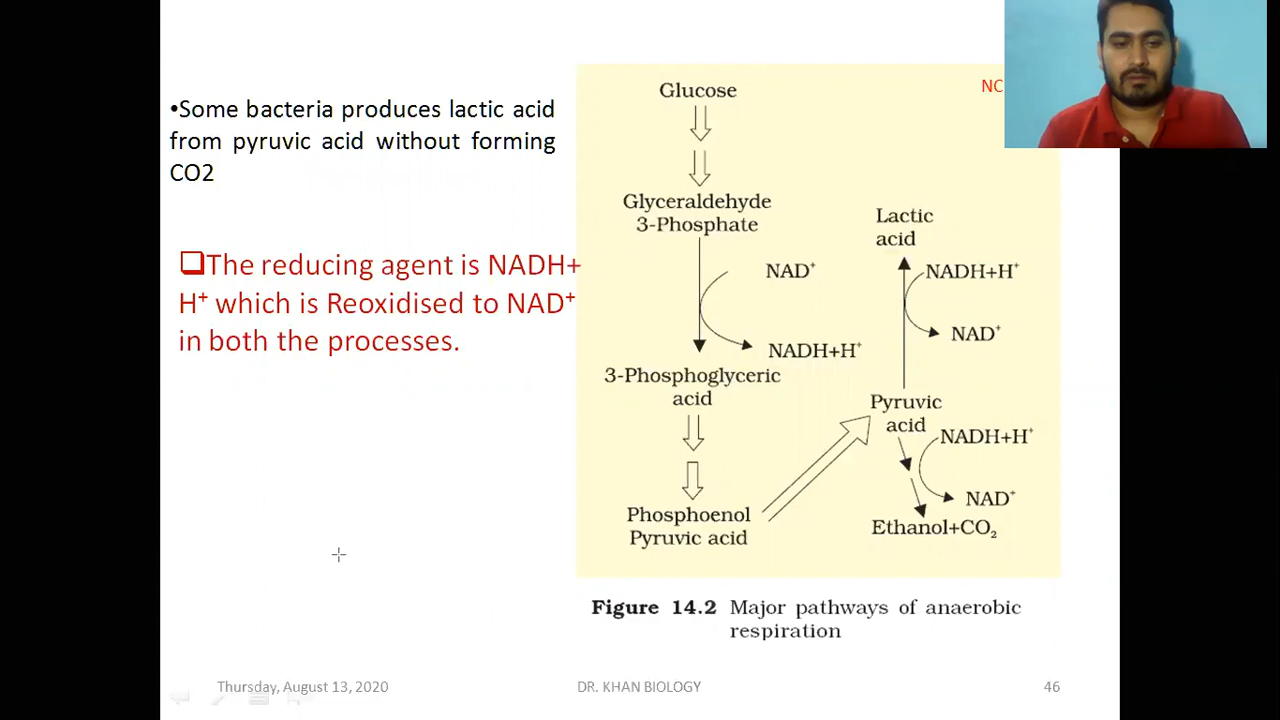 •Some bacteria produces lactic acid
from pyruvic acid without forming
CO2
❑The reducing agent is NADH+
H⁺ which is Reoxidised to NAD⁺
in both the processes.
NC
Glucose
Glyceraldehyde
3-Phosphate
NAD⁺
NADH+H⁺
3-Phosphoglyceric
acid
Phosphoenol
Pyruvic acid
Lactic
acid
NADH+H⁺
NAD⁺
Pyruvic
acid
NADH+H⁺
NAD⁺
Ethanol+CO₂
Figure 14.2 Major pathways of anaerobic
respiration
Thursday, August 13, 2020
DR. KHAN BIOLOGY
46